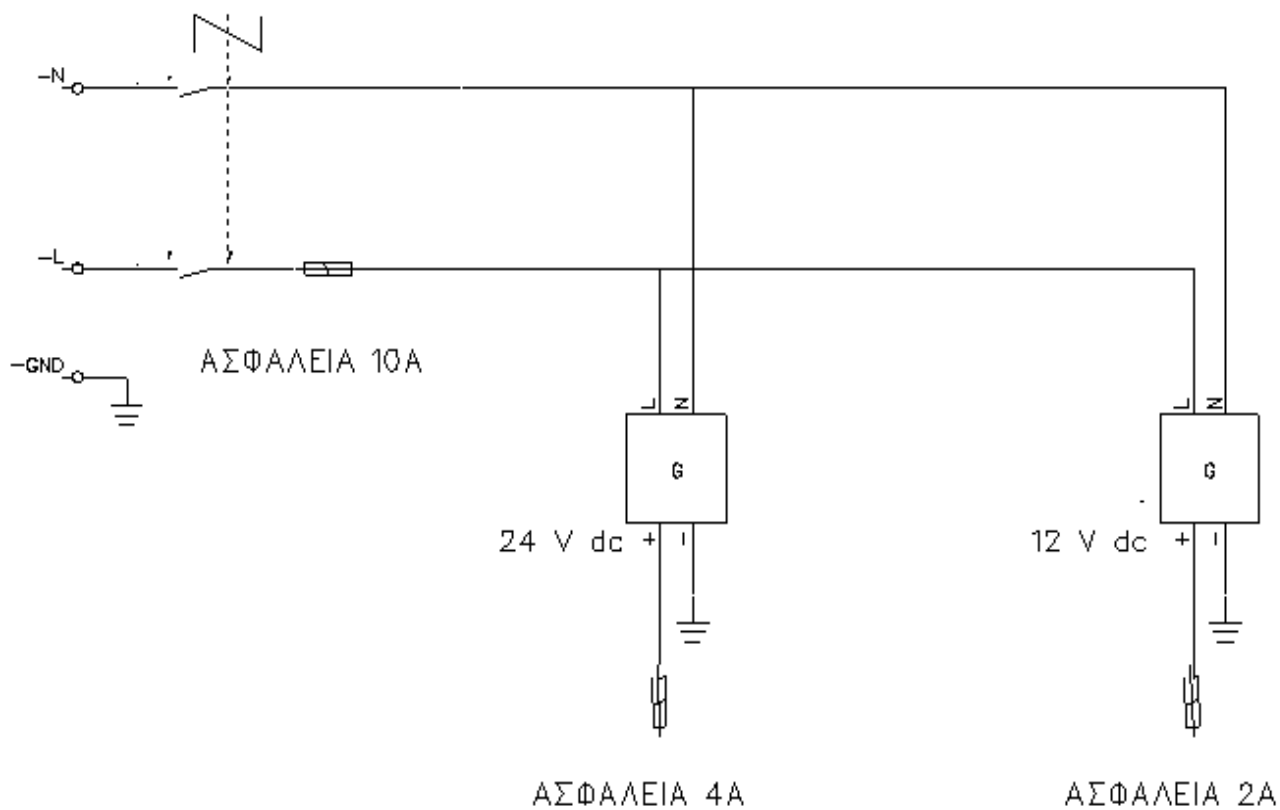 -N
-L
ΑΣΦΑΛΕΙΑ 10A
-GND
L N
L N
G
G
24 V dc + -
12 V dc + -
ΑΣΦΑΛΕΙΑ 4A
ΑΣΦΑΛΕΙΑ 2A